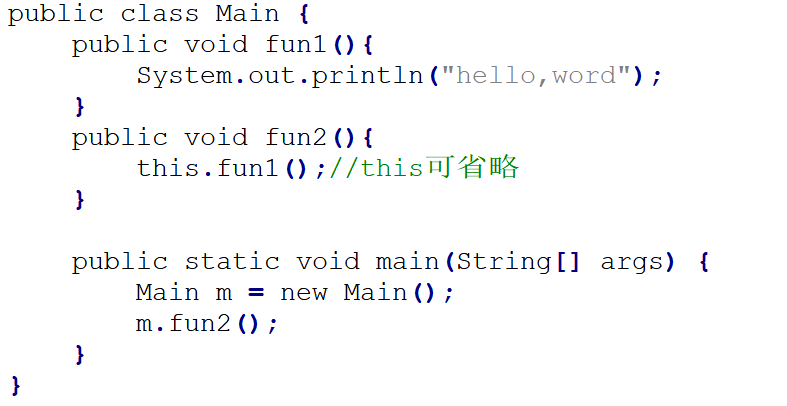 public class Main {
    public void fun1(){
        System.out.println("hello,word");
    }
    public void fun2(){
        this.fun1();//this可省略
    }
    public static void main(String[] args) {
        Main m = new Main();
        m.fun2();
    }
}